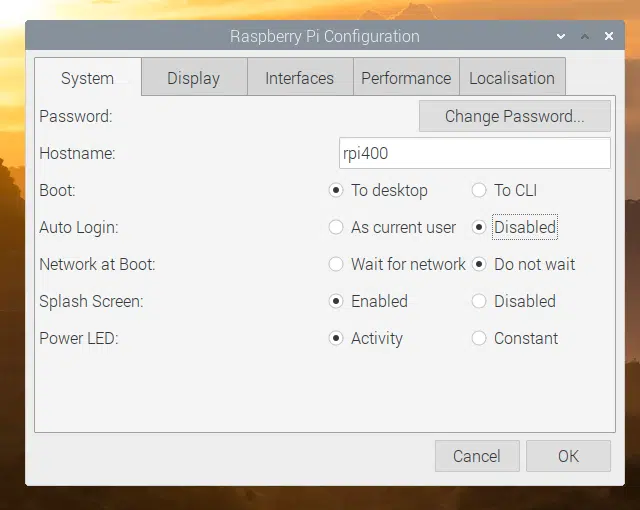 Raspberry Pi Configuration
System Display Interfaces Performance Localisation
Password: Change Password...
Hostname: rpi400
Boot: To desktop To CLI
Auto Login: As current user Disabled
Network at Boot: Wait for network Do not wait
Splash Screen: Enabled Disabled
Power LED: Activity Constant
Cancel OK